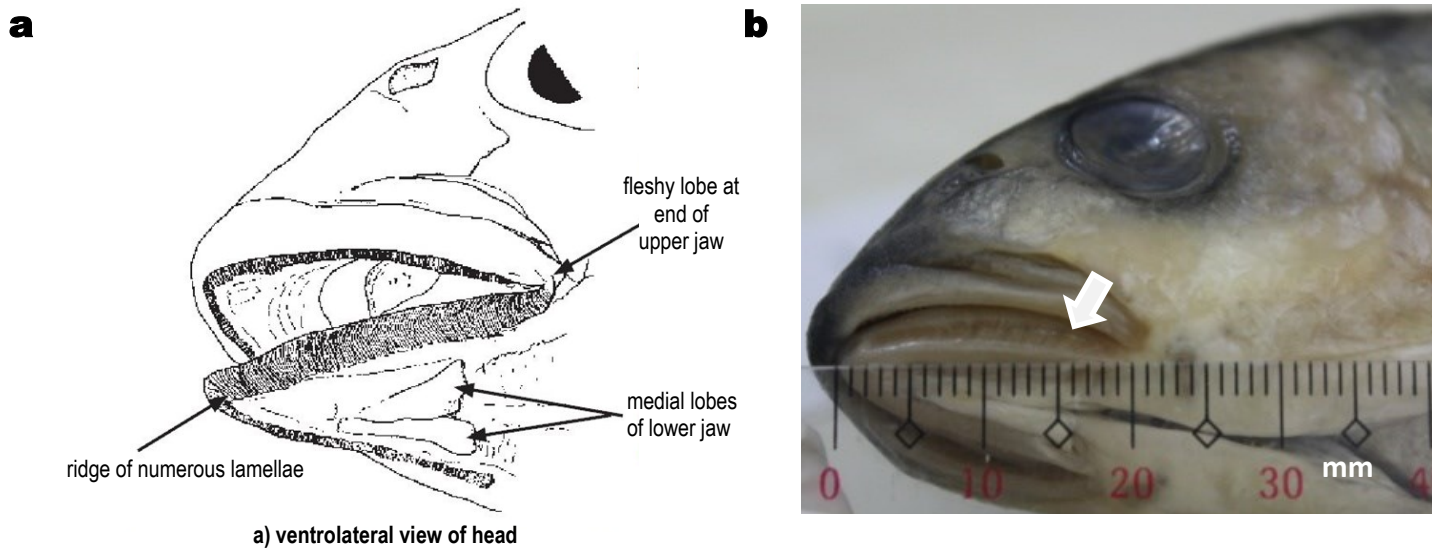 a
b
fleshy lobe at
end of
upper jaw
medial lobes
of lower jaw
ridge of numerous lamellae
a) ventrolateral view of head
mm
0 10 20 30 4